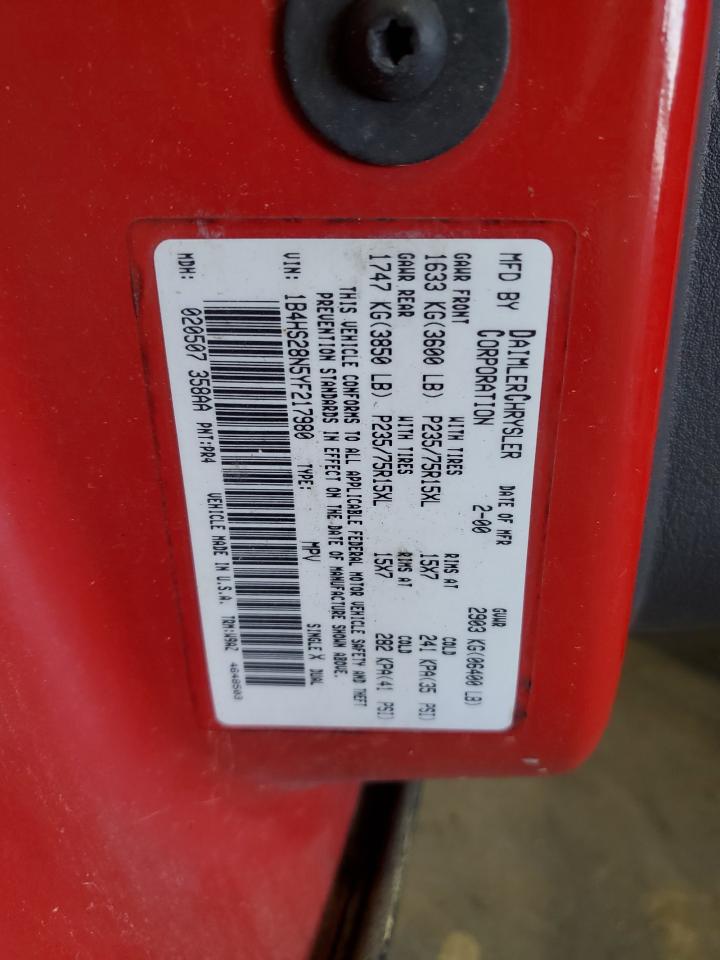 MFD BY DAIMLERCHRYSLER CORPORATION
DATE OF MFR
2-00
GVWR
2903 KG(06400 LB)
GAWR FRONT WITH TIRES RIMS AT COLD
1633 KG(3600 LB) P235/75R15XL 15X7 241 KPA(35 PSI)
GAWR REAR WITH TIRES RIMS AT COLD
1747 KG(3850 LB) P235/75R15XL 15X7 282 KPA(41 PSI)
THIS VEHICLE CONFORMS TO ALL APPLICABLE FEDERAL MOTOR VEHICLE SAFETY AND THEFT
PREVENTION STANDARDS IN EFFECT ON THE DATE OF MANUFACTURE SHOWN ABOVE.
VIN: 1B4HS28N5YF217980 TYPE: MPV SINGLE X DUAL
MDH: 020507 358AA PNT:PR4 VEHICLE MADE IN U.S.A. TRM:W9AZ 4648503